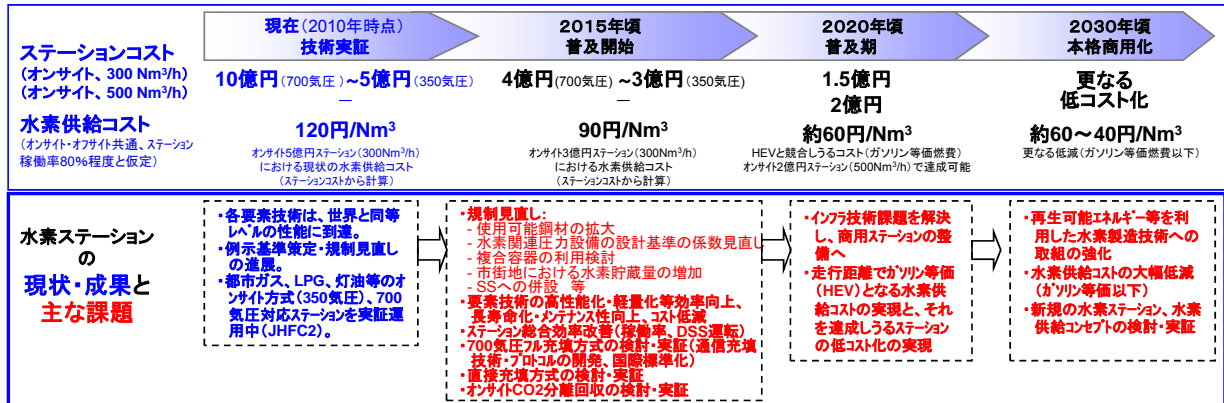 現在(2010年時点)
技術実証
2015年頃
普及開始
2020年頃
普及期
2030年頃
本格商用化
ステーションコスト
(オンサイト、300 Nm³/h)
(オンサイト、500 Nm³/h)
10億円(700気圧)~5億円(350気圧)
—
4億円(700気圧)~3億円(350気圧)
—
1.5億円
2億円
更なる
低コスト化
水素供給コスト
(オンサイト・オフサイト共通、ステーション
稼働率80%程度と仮定)
120円/Nm³
オンサイト5億円ステーション(300Nm³/h)
における現状の水素供給コスト
(ステーションコストから計算)
90円/Nm³
オンサイト3億円ステーション(300Nm³/h)
における水素供給コスト
(ステーションコストから計算)
約60円/Nm³
HEVと競合しうるコスト(ガソリン等価燃費)
オンサイト2億円ステーション(500Nm³/h)で達成可能
約60~40円/Nm³
更なる低減(ガソリン等価燃費以下)
水素ステーション
の
現状・成果と
主な課題
・各要素技術は、世界と同等
レベルの性能に到達。
・例示基準策定・規制見直し
の進展。
・都市ガス、LPG、灯油等のオ
ンサイト方式(350気圧)、700
気圧対応ステーションを実証運
用中(JHFC2)。
・規制見直し:
- 使用可能鋼材の拡大
- 水素関連圧力設備の設計基準の係数見直し
- 複合容器の利用検討
- 市街地における水素貯蔵量の増加
- SSへの併設 等
・要素技術の高性能化・軽量化等効率向上、
長寿命化・メンテナンス性向上、コスト低減
・ステーション総合効率改善(稼働率、DSS運転)
・700気圧フル充填方式の検討・実証(通信充填
技術・プロトコルの開発、国際標準化)
・直接充填方式の検討・実証
・オンサイトCO2分離回収の検討・実証
・インフラ技術課題を解決
し、商用ステーションの整
備へ
・走行距離でガソリン等価
(HEV)となる水素供
給コストの実現と、それ
を達成しうるステーション
の低コスト化の実現
・再生可能エネルギー等を利
用した水素製造技術への
取組の強化
・水素供給コストの大幅低減
(ガソリン等価以下)
・新規の水素ステーション、水素
供給コンセプトの検討・実証